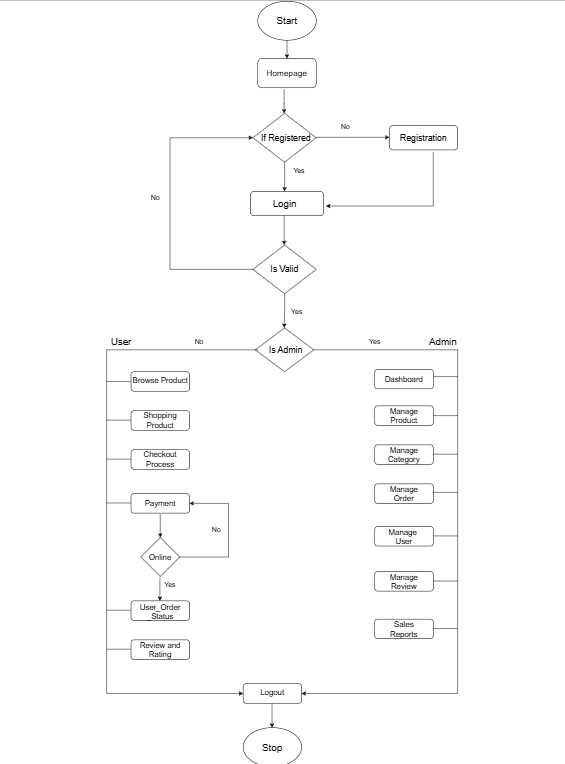 Start
Homepage
If Registered
No
Registration
Yes
Login
No
Is Valid
Yes
User
No
Is Admin
Yes
Admin
Browse Product
Shopping
Product
Checkout
Process
Payment
No
Online
Yes
User_Order
_Status
Review and
Rating
Dashboard
Manage
Product
Manage
Category
Manage
Order
Manage
User
Manage
Review
Sales
Reports
Logout
Stop